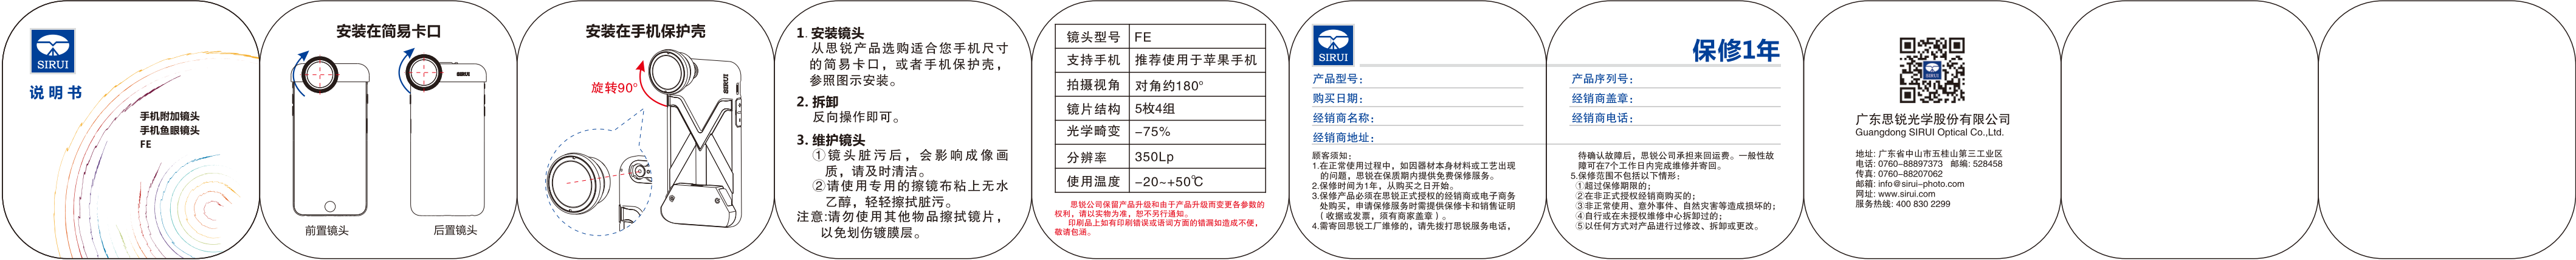 SIRUI
说明书
手机附加镜头
手机鱼眼镜头
FE
安装在简易卡口
SIRUI
前置镜头
后置镜头
安装在手机保护壳
旋转90°
SIRUI
1. 安装镜头
从思锐产品选购适合您手机尺寸
的简易卡口，或者手机保护壳，
参照图示安装。
2. 拆卸
反向操作即可。
3. 维护镜头
①镜头脏污后，会影响成像画
质，请及时清洁。
②请使用专用的擦镜布粘上无水
乙醇，轻轻擦拭脏污。
注意:请勿使用其他物品擦拭镜片，
以免划伤镀膜层。
镜头型号 FE
支持手机 推荐使用于苹果手机
拍摄视角 对角约180°
镜片结构 5枚4组
光学畸变 -75%
分辨率 350Lp
使用温度 -20~+50℃
思锐公司保留产品升级和由于产品升级而变更各参数的
权利，请以实物为准，恕不另行通知。
印刷品上如有印刷错误或语词方面的错漏如造成不便，
敬请包涵。
SIRUI
产品型号：
购买日期：
经销商名称：
经销商地址：
顾客须知：
1.在正常使用过程中，如因器材本身材料或工艺出现
的问题，思锐在保质期内提供免费保修服务。
2.保修时间为1年，从购买之日开始。
3.保修产品必须在思锐正式授权的经销商或电子商务
处购买，申请保修服务时需提供保修卡和销售证明
（收据或发票，须有商家盖章）。
4.需寄回思锐工厂维修的，请先拨打思锐服务电话，
保修1年
产品序列号：
经销商盖章：
经销商电话：
待确认故障后，思锐公司承担来回运费。一般性故
障可在7个工作日内完成维修并寄回。
5.保修范围不包括以下情形：
①超过保修期限的；
②在非正式授权经销商购买的；
③非正常使用、意外事件、自然灾害等造成损坏的；
④自行或在未授权维修中心拆卸过的；
⑤以任何方式对产品进行过修改、拆卸或更改。
SIRUI
广东思锐光学股份有限公司
Guangdong SIRUI Optical Co.,Ltd.
地址: 广东省中山市五桂山第三工业区
电话: 0760-88897373 邮编: 528458
传真: 0760-88207062
邮箱: info@sirui-photo.com
网址: www.sirui.com
服务热线: 400 830 2299